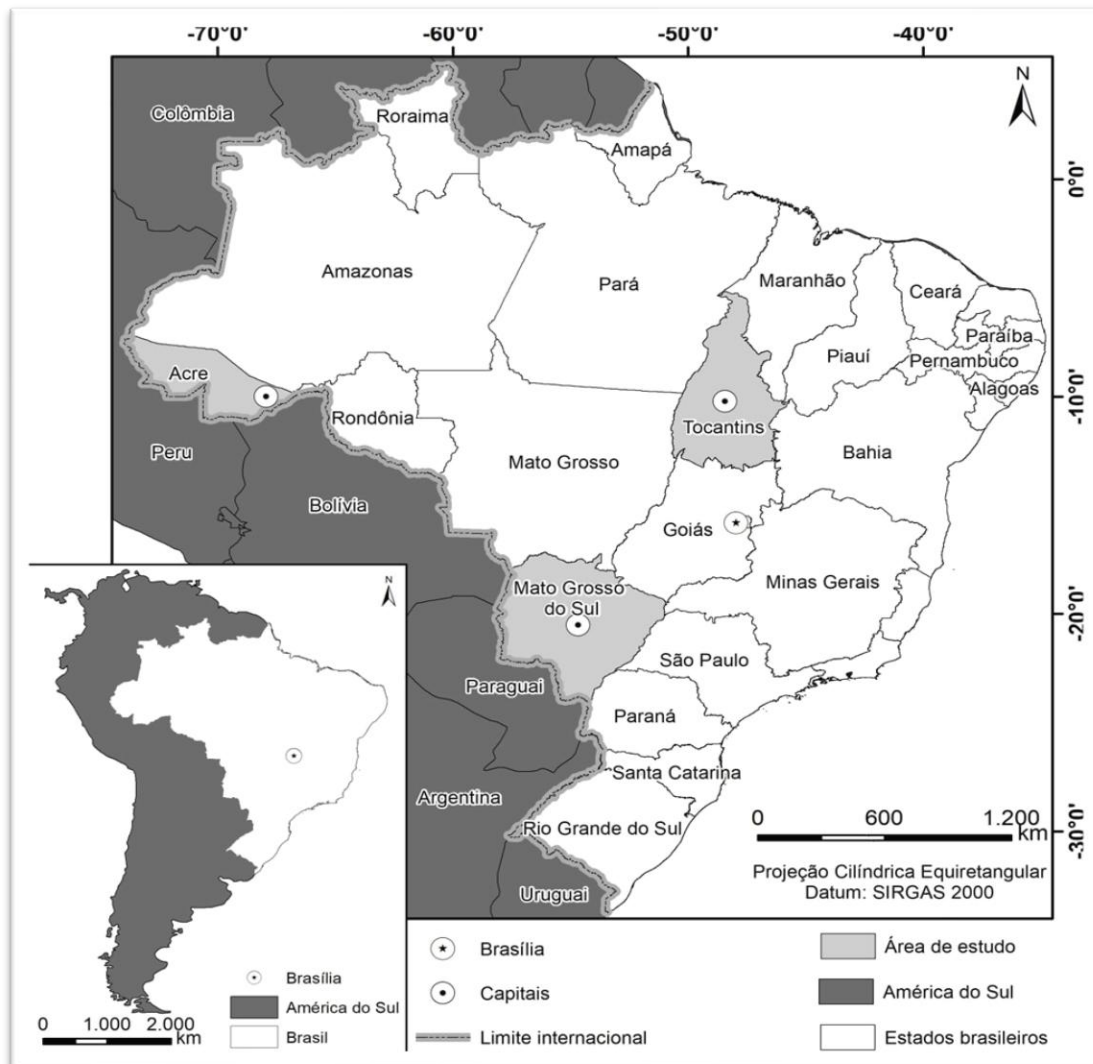 -70°0'
-60°0'
-50°0'
-40°0'
N
Colômbia
Roraima
Amapá
0°0'
Amazonas
Pará
Maranhão
Ceará
Paraíba
Piauí
Pernambuco
Alagoas
Acre
-10°0'
Rondônia
Tocantins
Peru
Mato Grosso
Bahia
Bolívia
Goiás
Minas Gerais
Mato Grosso
do Sul
-20°0'
São Paulo
Paraguai
Paraná
Santa Catarina
Argentina
Rio Grande do Sul
0 600 1.200
km
-30°0'
Projeção Cilíndrica Equiretangular
Datum: SIRGAS 2000
Uruguai
N
Brasília
América do Sul
Brasil
0 1.000 2.000
km
Brasília
Capitais
Limite internacional
Área de estudo
América do Sul
Estados brasileiros